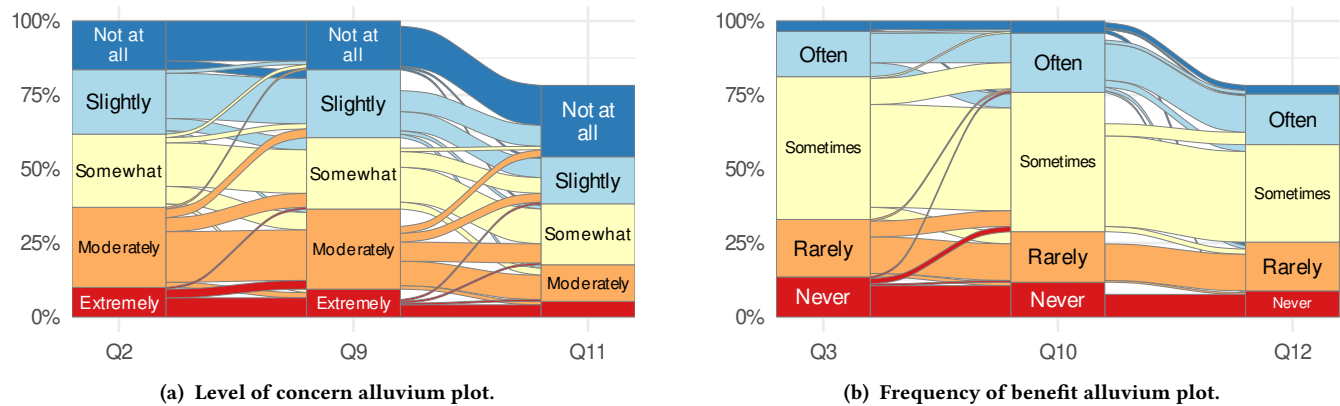 100%
75%
50%
25%
0%
Not at
all
Slightly
Somewhat
Moderately
Extremely
Not at
all
Slightly
Somewhat
Moderately
Extremely
Not at
all
Slightly
Somewhat
Moderately
Q2
Q9
Q11
(a) Level of concern alluvium plot.
100%
75%
50%
25%
0%
Often
Sometimes
Rarely
Never
Often
Sometimes
Rarely
Never
Often
Sometimes
Rarely
Never
Q3
Q10
Q12
(b) Frequency of benefit alluvium plot.